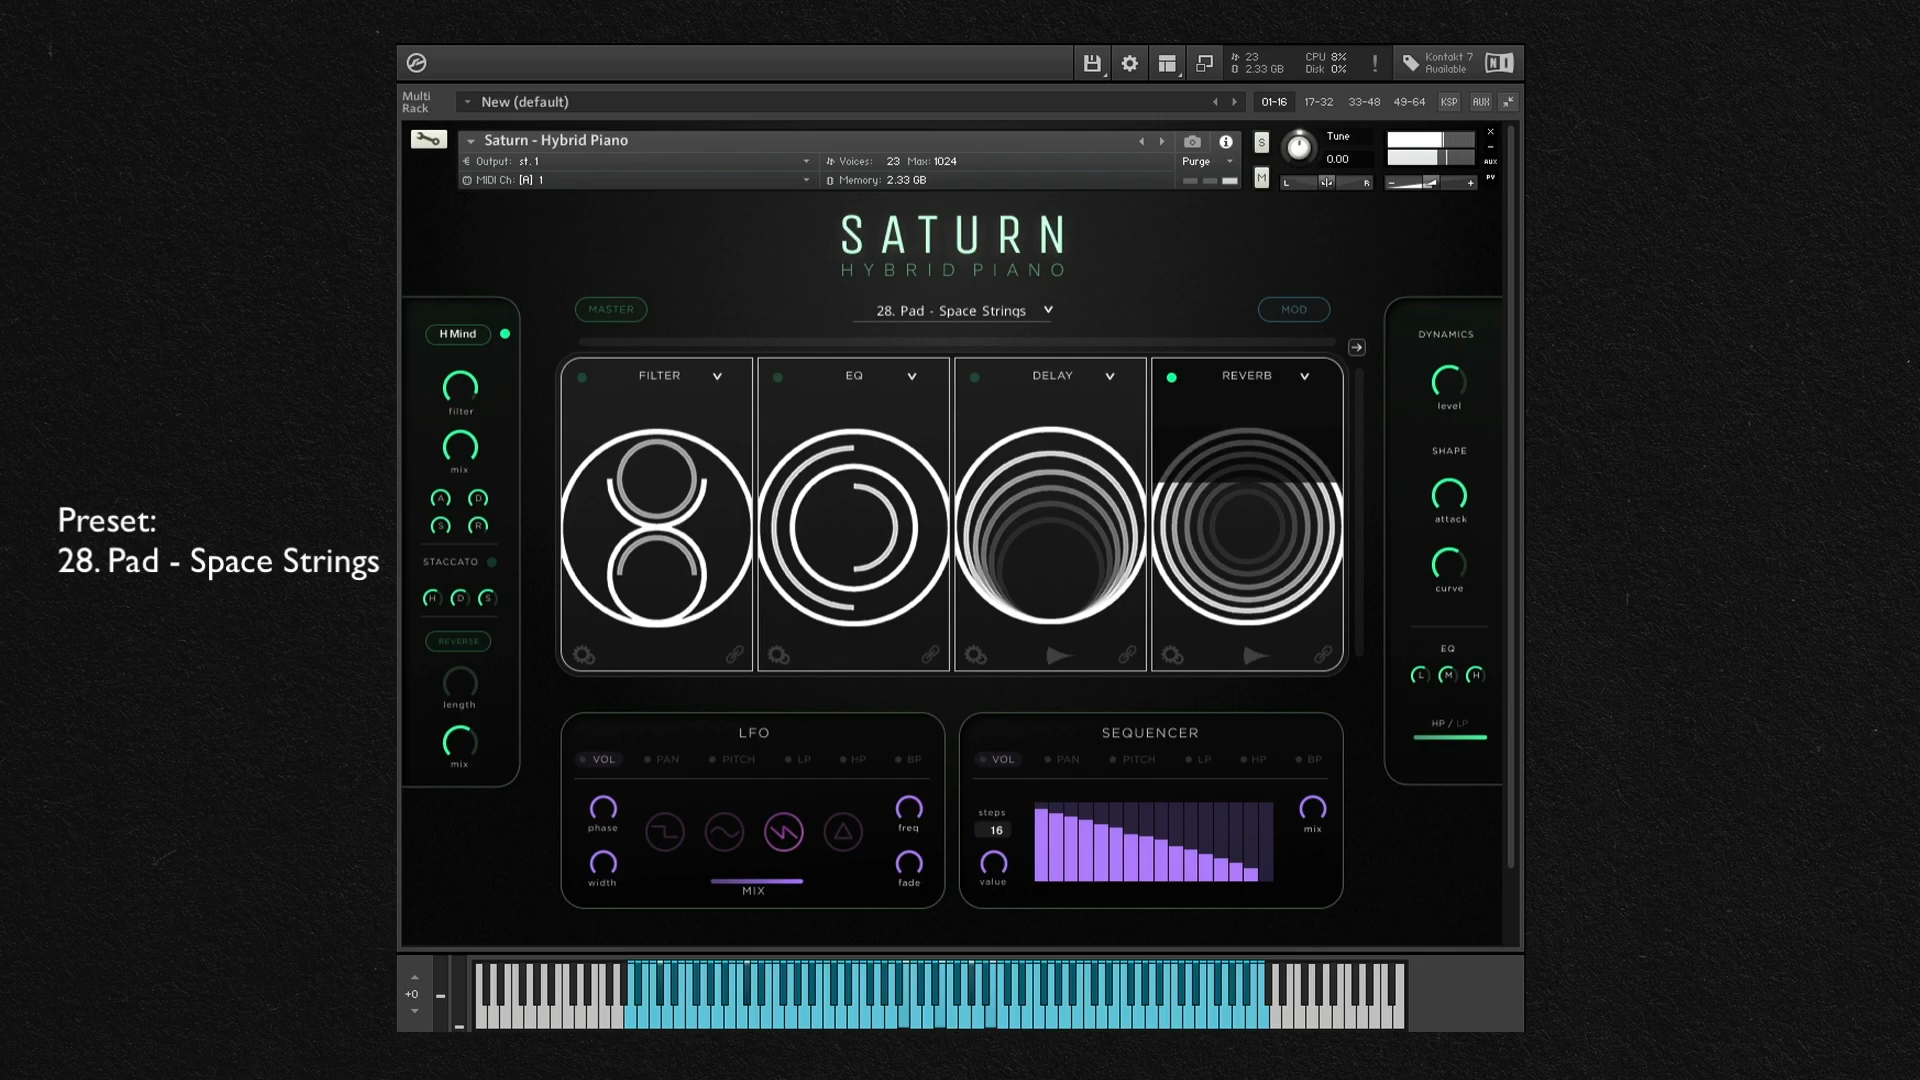 23
2.33 GB
CPU 8%
Disk 0%
!
Kontakt 7
Available
NI
Multi
Rack
New (default)
01-16
17-32
33-48
49-64
KSP
AUX
Saturn - Hybrid Piano
Output: st. 1
Voices: 23 Max: 1024
Purge
MIDI Ch: [A] 1
Memory: 2.33 GB
S
M
Tune
0.00
L
R
AUX
PV
SATURN
HYBRID PIANO
MASTER
28. Pad - Space Strings
MOD
H Mind
filter
mix
A
D
S
R
STACCATO
H
D
S
REVERSE
length
mix
FILTER
EQ
DELAY
REVERB
DYNAMICS
level
SHAPE
attack
curve
EQ
L
M
H
HP / LP
Preset:
28. Pad - Space Strings
LFO
VOL
PAN
PITCH
LP
HP
BP
phase
freq
width
fade
MIX
SEQUENCER
VOL
PAN
PITCH
LP
HP
BP
steps
16
value
mix
+0